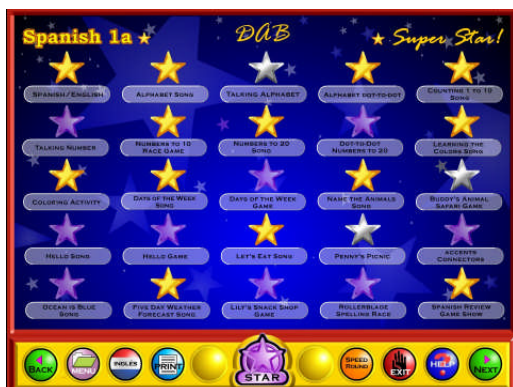 Spanish 1a
DAB
Super Star!
SPANISH/ENGLISH
ALPHABET SONG
TALKING ALPHABET
ALPHABET DOT-TO-DOT
COUNTING 1 TO 10
SONG
TALKING NUMBER
NUMBERS TO 10
RACE GAME
NUMBERS TO 20
SONG
DOT-TO-DOT
NUMBERS TO 20
LEARNING THE
COLORS SONG
COLORING ACTIVITY
DAYS OF THE WEEK
SONG
DAYS OF THE WEEK
GAME
NAME THE ANIMALS
SONG
BUDDY'S ANIMAL
SAFARI GAME
HELLO SONG
HELLO GAME
LET'S EAT SONG
PENNY'S PICNIC
ACCENTS
CONNECTORS
OCEAN IS BLUE
SONG
FIVE DAY WEATHER
FORECAST SONG
LILY'S SNACK SHOP
GAME
ROLLERBLADE
SPELLING RACE
SPANISH REVIEW
GAME SHOW
BACK
MENU
INGLES
PRINT
STAR
SPEED
ROUND
EXIT
HELP
?
NEXT